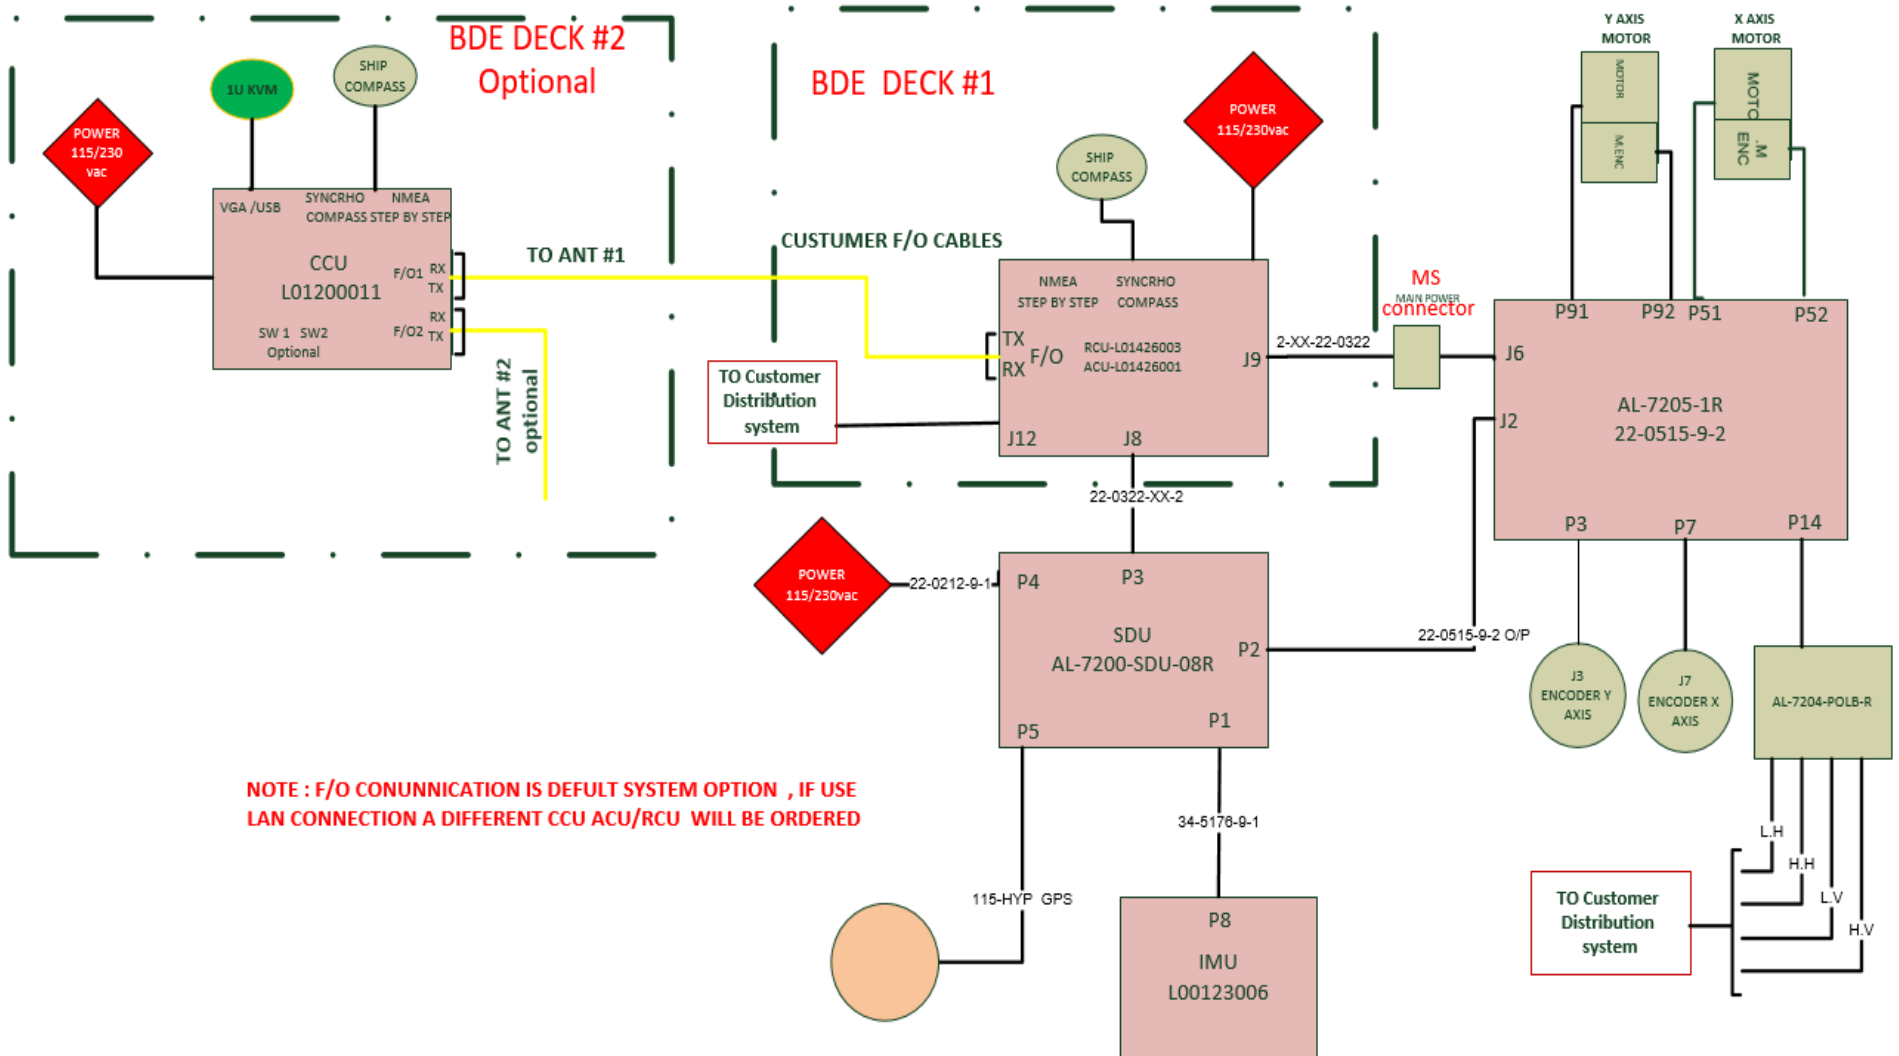 BDE DECK #2
Optional
1U KVM
SHIP
COMPASS
POWER
115/230
vac
VGA /USB
SYNCRHO
COMPASS
NMEA
STEP BY STEP
CCU
L01200011
F/O1
RX
TX
F/O2
RX
TX
SW 1 SW2
Optional
TO ANT #1
TO ANT #2
optional
BDE DECK #1
POWER
115/230vac
SHIP
COMPASS
CUSTUMER F/O CABLES
NMEA
STEP BY STEP
SYNCRHO
COMPASS
TX
F/O
RX
RCU-L01426003
ACU-L01426001
J9
J12
J8
TO Customer
Distribution
system
2-XX-22-0322
MS
MAIN POWER
connector
22-0322-XX-2
Y AXIS
MOTOR
X AXIS
MOTOR
MOTOR
M.ENC
MOTC
.M
ENC
P91
P92
P51
P52
J6
J2
AL-7205-1R
22-0515-9-2
P3
P7
P14
POWER
115/230vac
22-0212-9-1
P4
P3
SDU
AL-7200-SDU-08R
P2
P1
P5
22-0515-9-2 O/P
J3
ENCODER Y
AXIS
J7
ENCODER X
AXIS
AL-7204-POLB-R
L.H
H.H
L.V
H.V
TO Customer
Distribution
system
NOTE : F/O CONUNNICATION IS DEFULT SYSTEM OPTION , IF USE
LAN CONNECTION A DIFFERENT CCU ACU/RCU WILL BE ORDERED
34-5176-9-1
115-HYP GPS
P8
IMU
L00123006